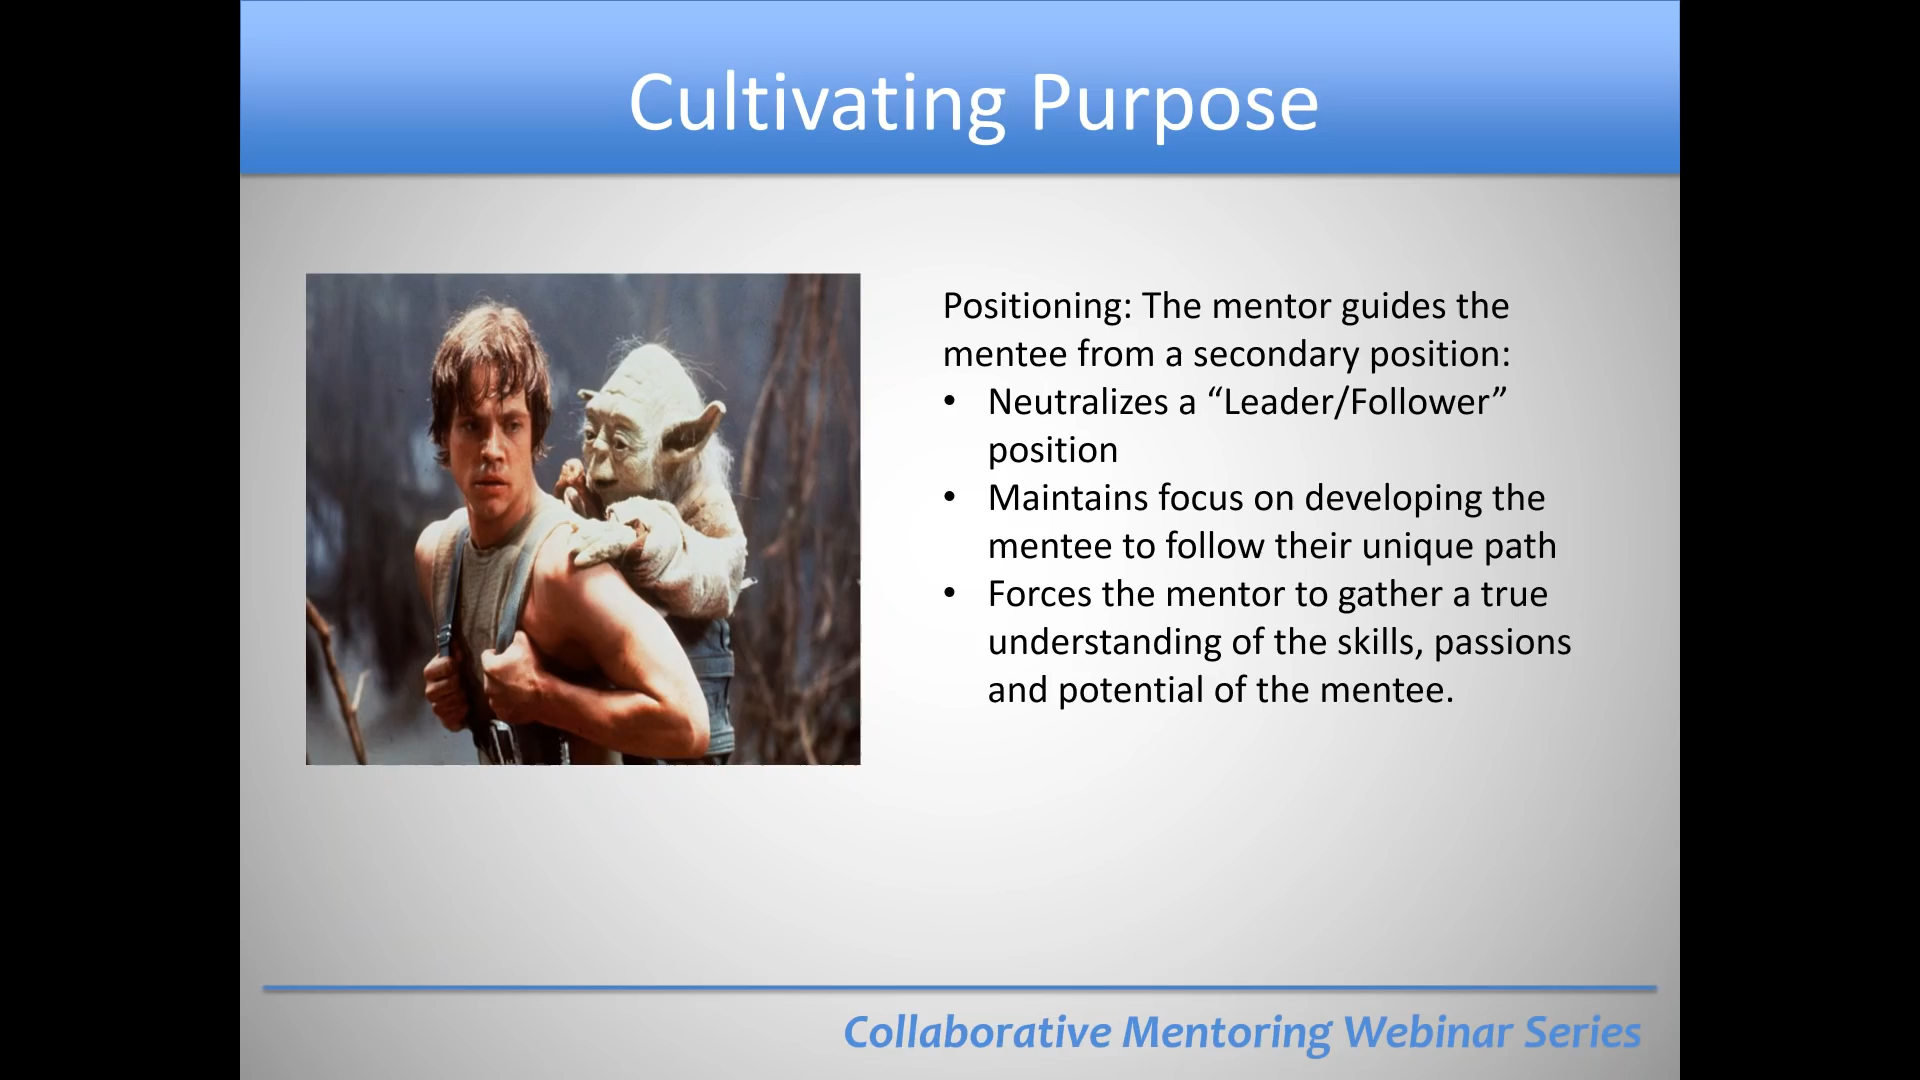 Cultivating Purpose
Positioning: The mentor guides the
mentee from a secondary position:
• Neutralizes a “Leader/Follower”
position
• Maintains focus on developing the
mentee to follow their unique path
• Forces the mentor to gather a true
understanding of the skills, passions
and potential of the mentee.
Collaborative Mentoring Webinar Series